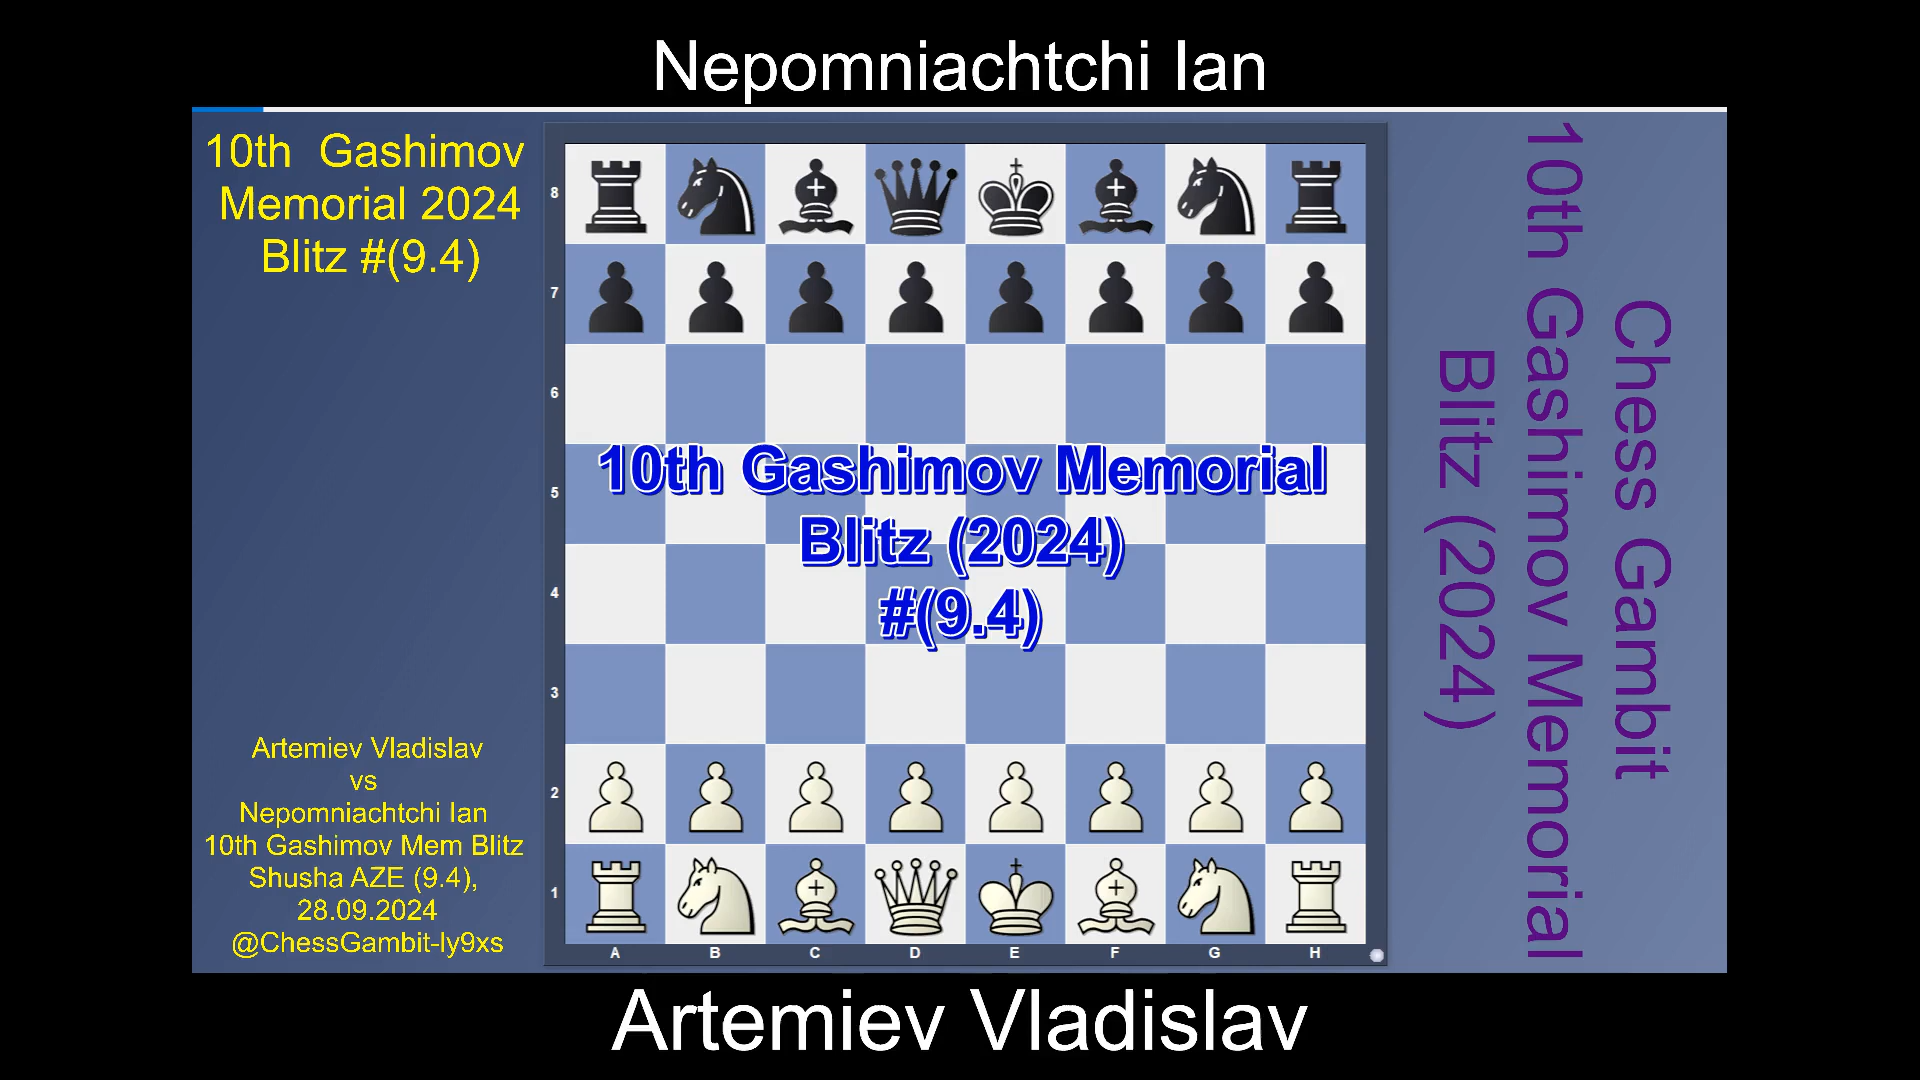 Nepomniachtchi Ian
10th Gashimov
Memorial 2024
Blitz #(9.4)
8
7
6
5
4
3
2
1
10th Gashimov Memorial
Blitz (2024)
#(9.4)
Artemiev Vladislav
vs
Nepomniachtchi Ian
10th Gashimov Mem Blitz
Shusha AZE (9.4),
28.09.2024
@ChessGambit-ly9xs
A B C D E F G H
Chess Gambit
10th Gashimov Memorial
Blitz (2024)
Artemiev Vladislav